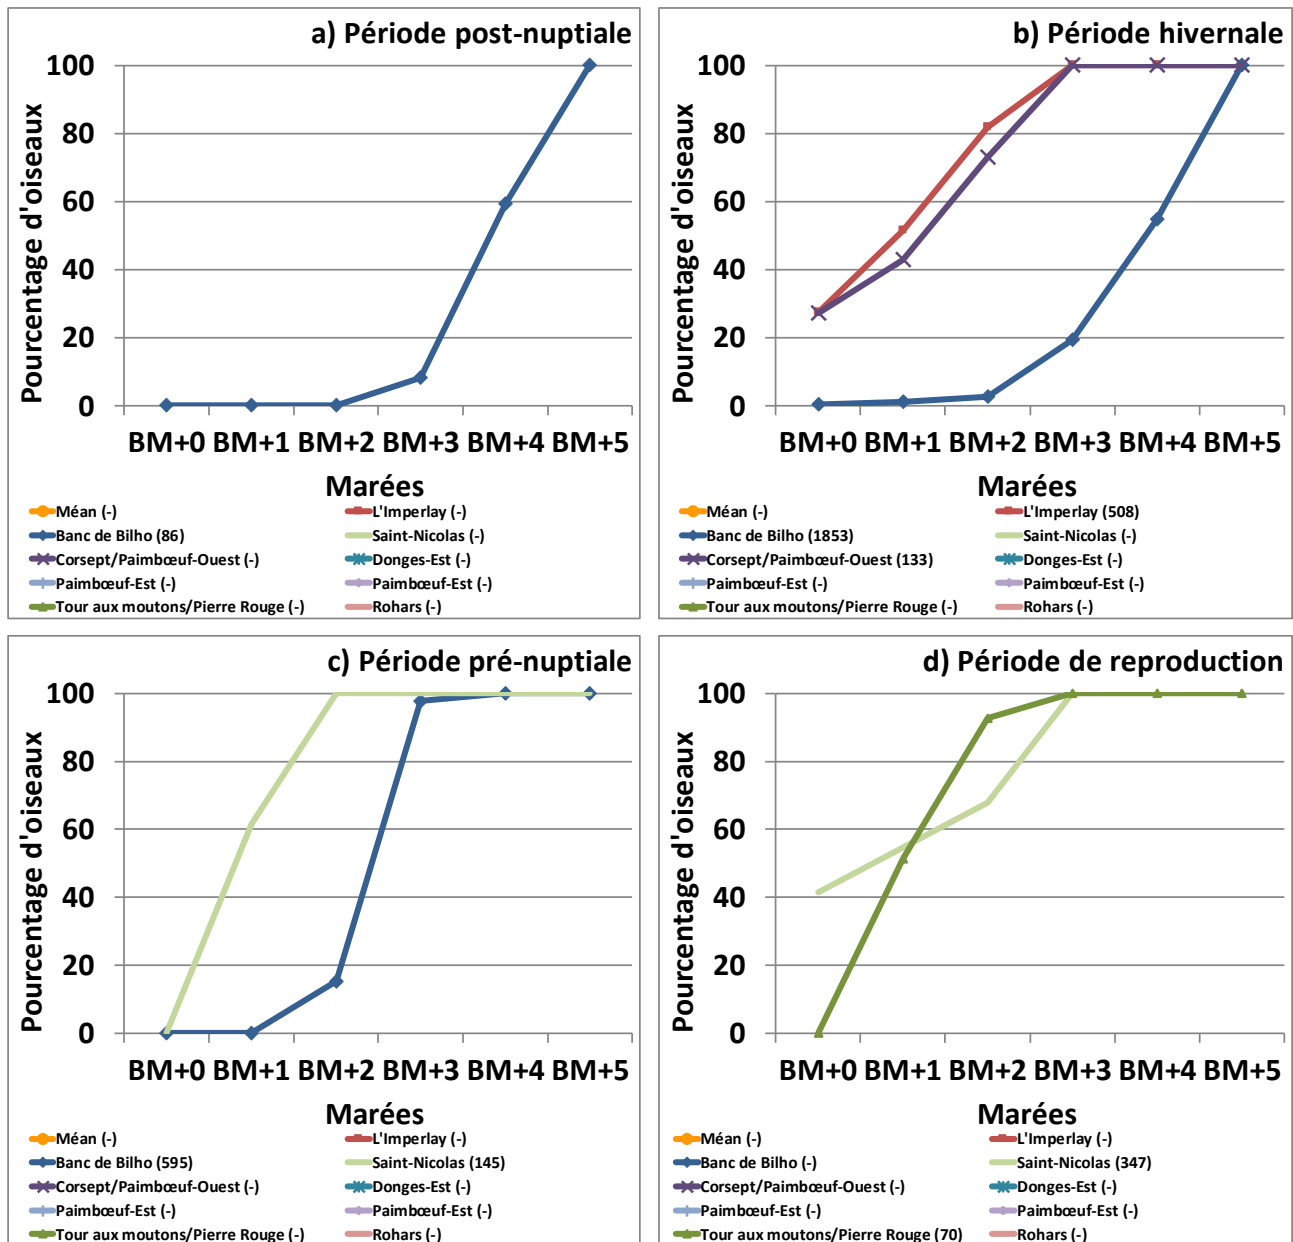 a) Période post-nuptiale
Pourcentage d'oiseaux
100
80
60
40
20
0
BM+0 BM+1 BM+2 BM+3 BM+4 BM+5
Marées
Méan (-) L'Imperlay (-)
Banc de Bilho (86) Saint-Nicolas (-)
Corsept/Paimbœuf-Ouest (-) Donges-Est (-)
Paimbœuf-Est (-) Paimbœuf-Est (-)
Tour aux moutons/Pierre Rouge (-) Rohars (-)
b) Période hivernale
Pourcentage d'oiseaux
100
80
60
40
20
0
BM+0 BM+1 BM+2 BM+3 BM+4 BM+5
Marées
Méan (-) L'Imperlay (508)
Banc de Bilho (1853) Saint-Nicolas (-)
Corsept/Paimbœuf-Ouest (133) Donges-Est (-)
Paimbœuf-Est (-) Paimbœuf-Est (-)
Tour aux moutons/Pierre Rouge (-) Rohars (-)
c) Période pré-nuptiale
Pourcentage d'oiseaux
100
80
60
40
20
0
BM+0 BM+1 BM+2 BM+3 BM+4 BM+5
Marées
Méan (-) L'Imperlay (-)
Banc de Bilho (595) Saint-Nicolas (145)
Corsept/Paimbœuf-Ouest (-) Donges-Est (-)
Paimbœuf-Est (-) Paimbœuf-Est (-)
Tour aux moutons/Pierre Rouge (-) Rohars (-)
d) Période de reproduction
Pourcentage d'oiseaux
100
80
60
40
20
0
BM+0 BM+1 BM+2 BM+3 BM+4 BM+5
Marées
Méan (-) L'Imperlay (-)
Banc de Bilho (-) Saint-Nicolas (347)
Corsept/Paimbœuf-Ouest (-) Donges-Est (-)
Paimbœuf-Est (-) Paimbœuf-Est (-)
Tour aux moutons/Pierre Rouge (70) Rohars (-)